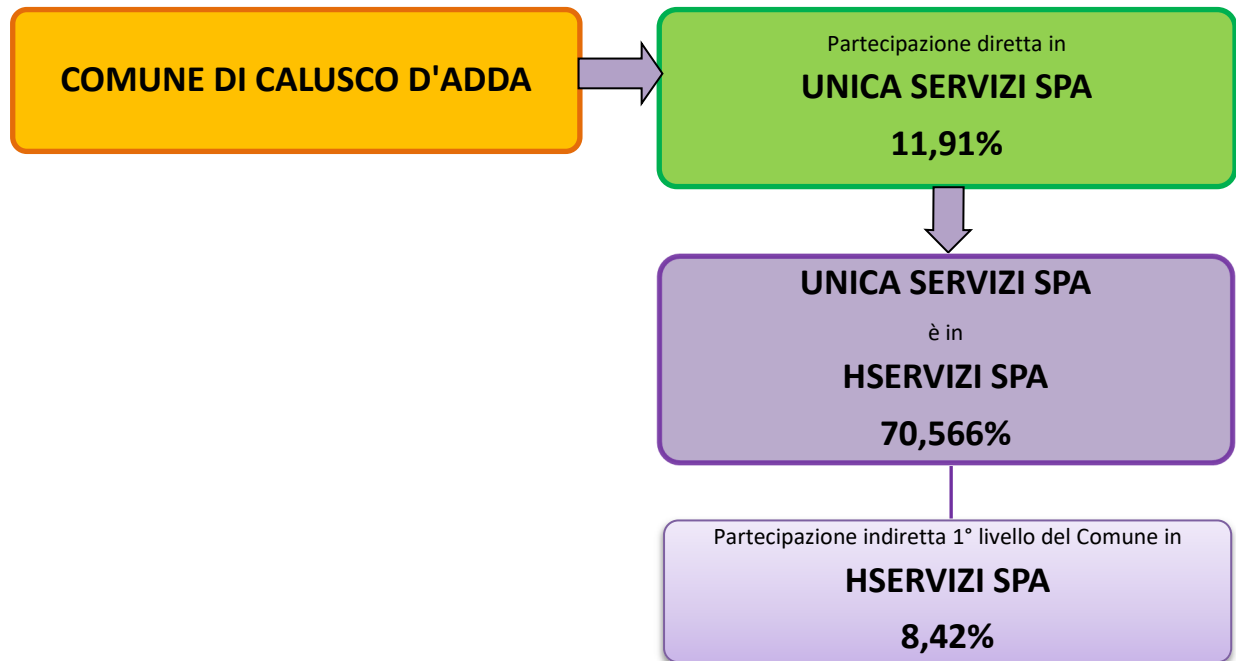 COMUNE DI CALUSCO D'ADDA
Partecipazione diretta in
UNICA SERVIZI SPA
11,91%
UNICA SERVIZI SPA
è in
HSERVIZI SPA
70,566%
Partecipazione indiretta 1° livello del Comune in
HSERVIZI SPA
8,42%